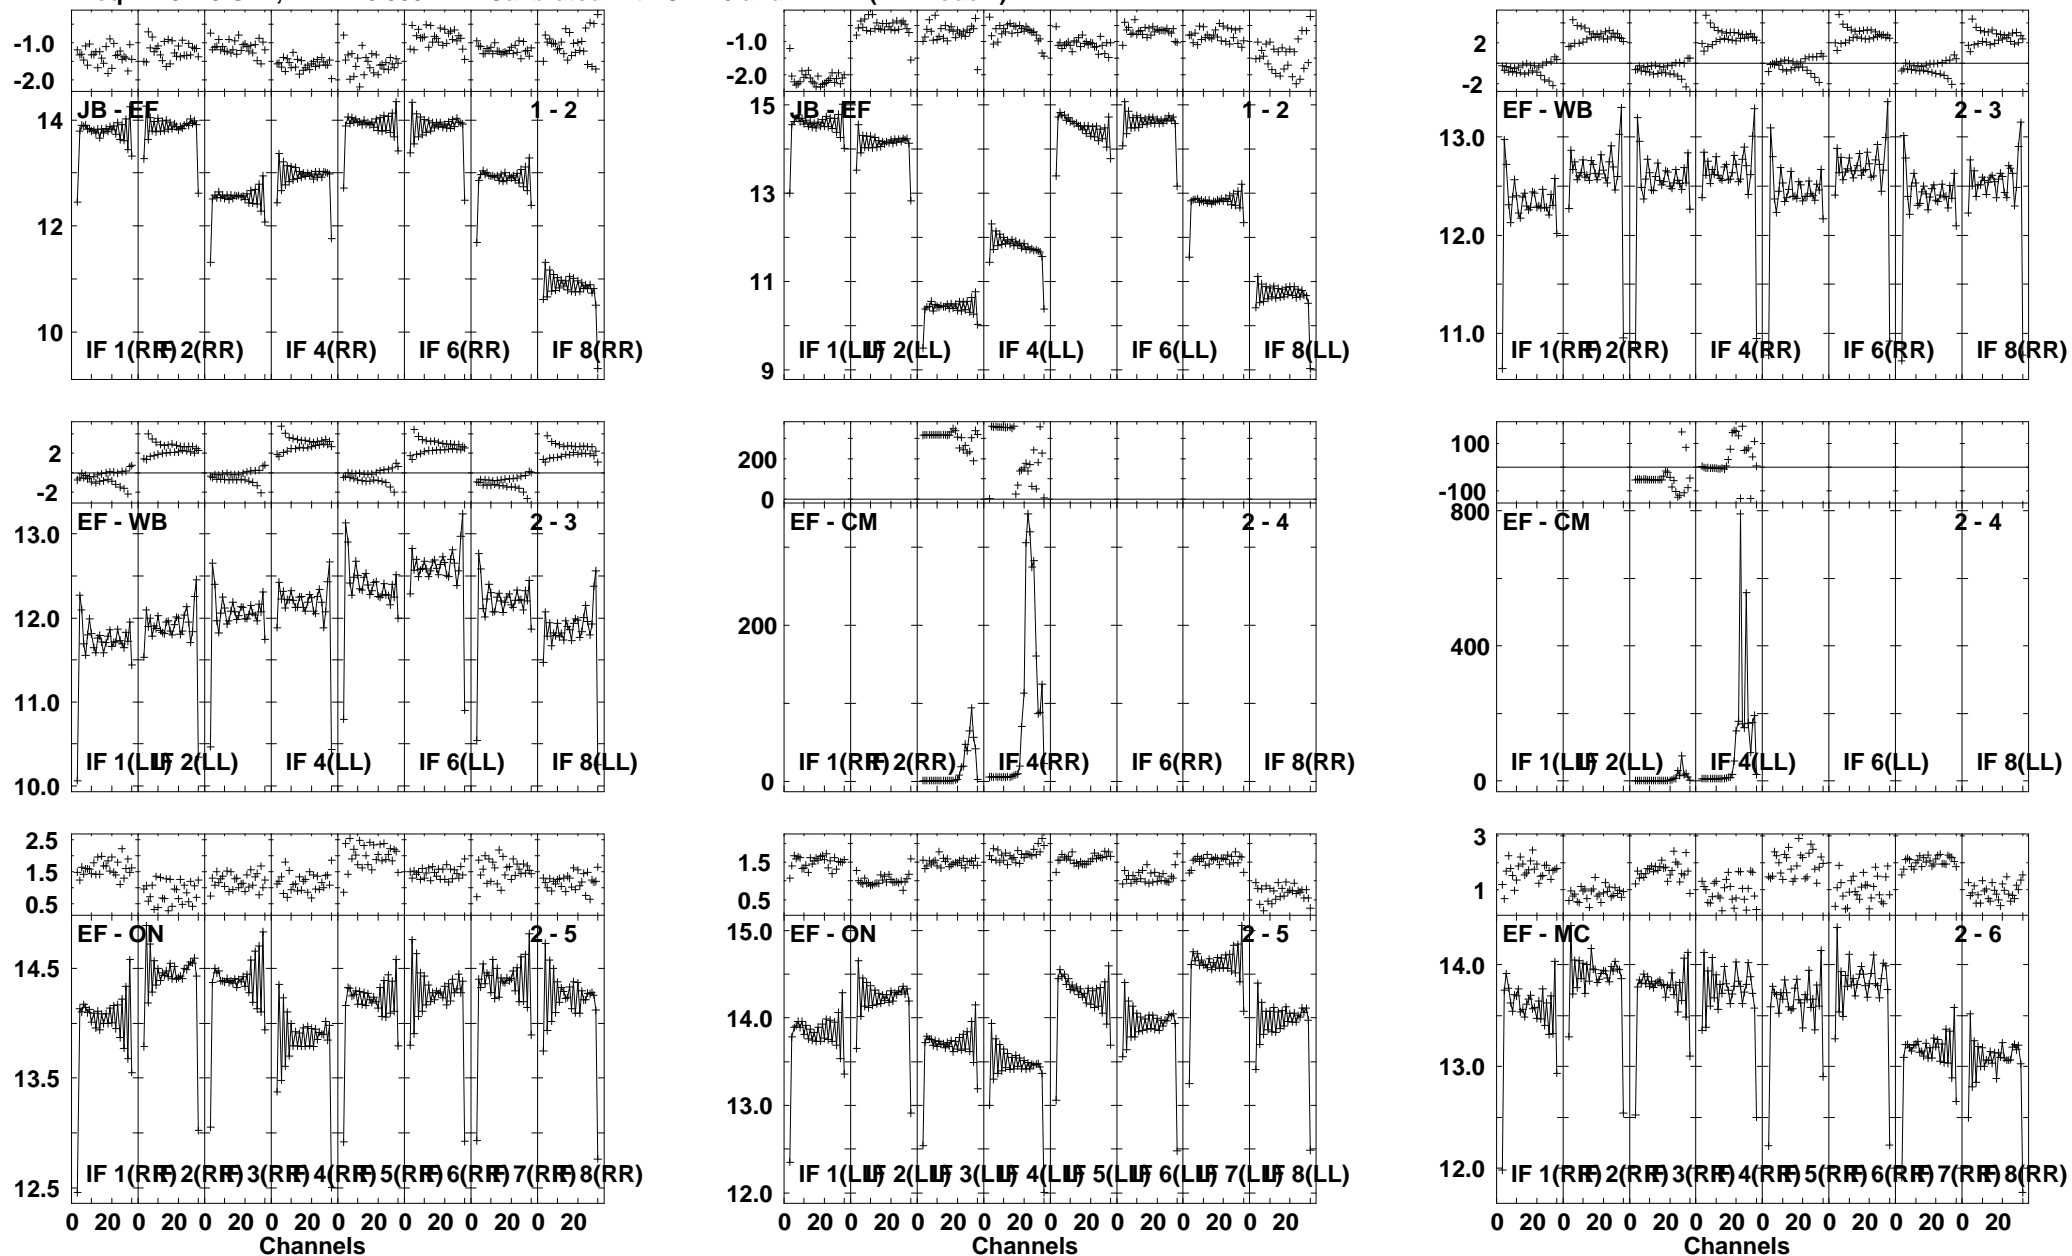 -1.0
-2.0
JB - EF 1 - 2
14
12
10
IF 1(RR) IF 2(RR) IF 4(RR) IF 6(RR) IF 8(RR)
-1.0
-2.0
JB - EF 1 - 2
15
13
11
9
IF 1(LL) IF 2(LL) IF 4(LL) IF 6(LL) IF 8(LL)
2
-2
EF - WB 2 - 3
13.0
12.0
11.0
IF 1(RR) IF 2(RR) IF 4(RR) IF 6(RR) IF 8(RR)
2
-2
EF - WB 2 - 3
13.0
12.0
11.0
10.0
IF 1(LL) IF 2(LL) IF 4(LL) IF 6(LL) IF 8(LL)
200
0
EF - CM 2 - 4
200
0
IF 1(RR) IF 2(RR) IF 4(RR) IF 6(RR) IF 8(RR)
100
-100
EF - CM 2 - 4
800
400
0
IF 1(LL) IF 2(LL) IF 4(LL) IF 6(LL) IF 8(LL)
2.5
1.5
0.5
EF - ON 2 - 5
14.5
13.5
12.5
IF 1(RR) IF 2(RR) IF 3(RR) IF 4(RR) IF 5(RR) IF 6(RR) IF 7(RR) IF 8(RR)
0 20 0 20 0 20 0 20 0 20 0 20 0 20 0 20
Channels
1.5
0.5
EF - ON 2 - 5
15.0
14.0
13.0
12.0
IF 1(LL) IF 2(LL) IF 3(LL) IF 4(LL) IF 5(LL) IF 6(LL) IF 7(LL) IF 8(LL)
0 20 0 20 0 20 0 20 0 20 0 20 0 20 0 20
Channels
3
1
EF - MC 2 - 6
14.0
13.0
12.0
IF 1(RR) IF 2(RR) IF 3(RR) IF 4(RR) IF 5(RR) IF 6(RR) IF 7(RR) IF 8(RR)
0 20 0 20 0 20 0 20 0 20 0 20 0 20 0 20
Channels